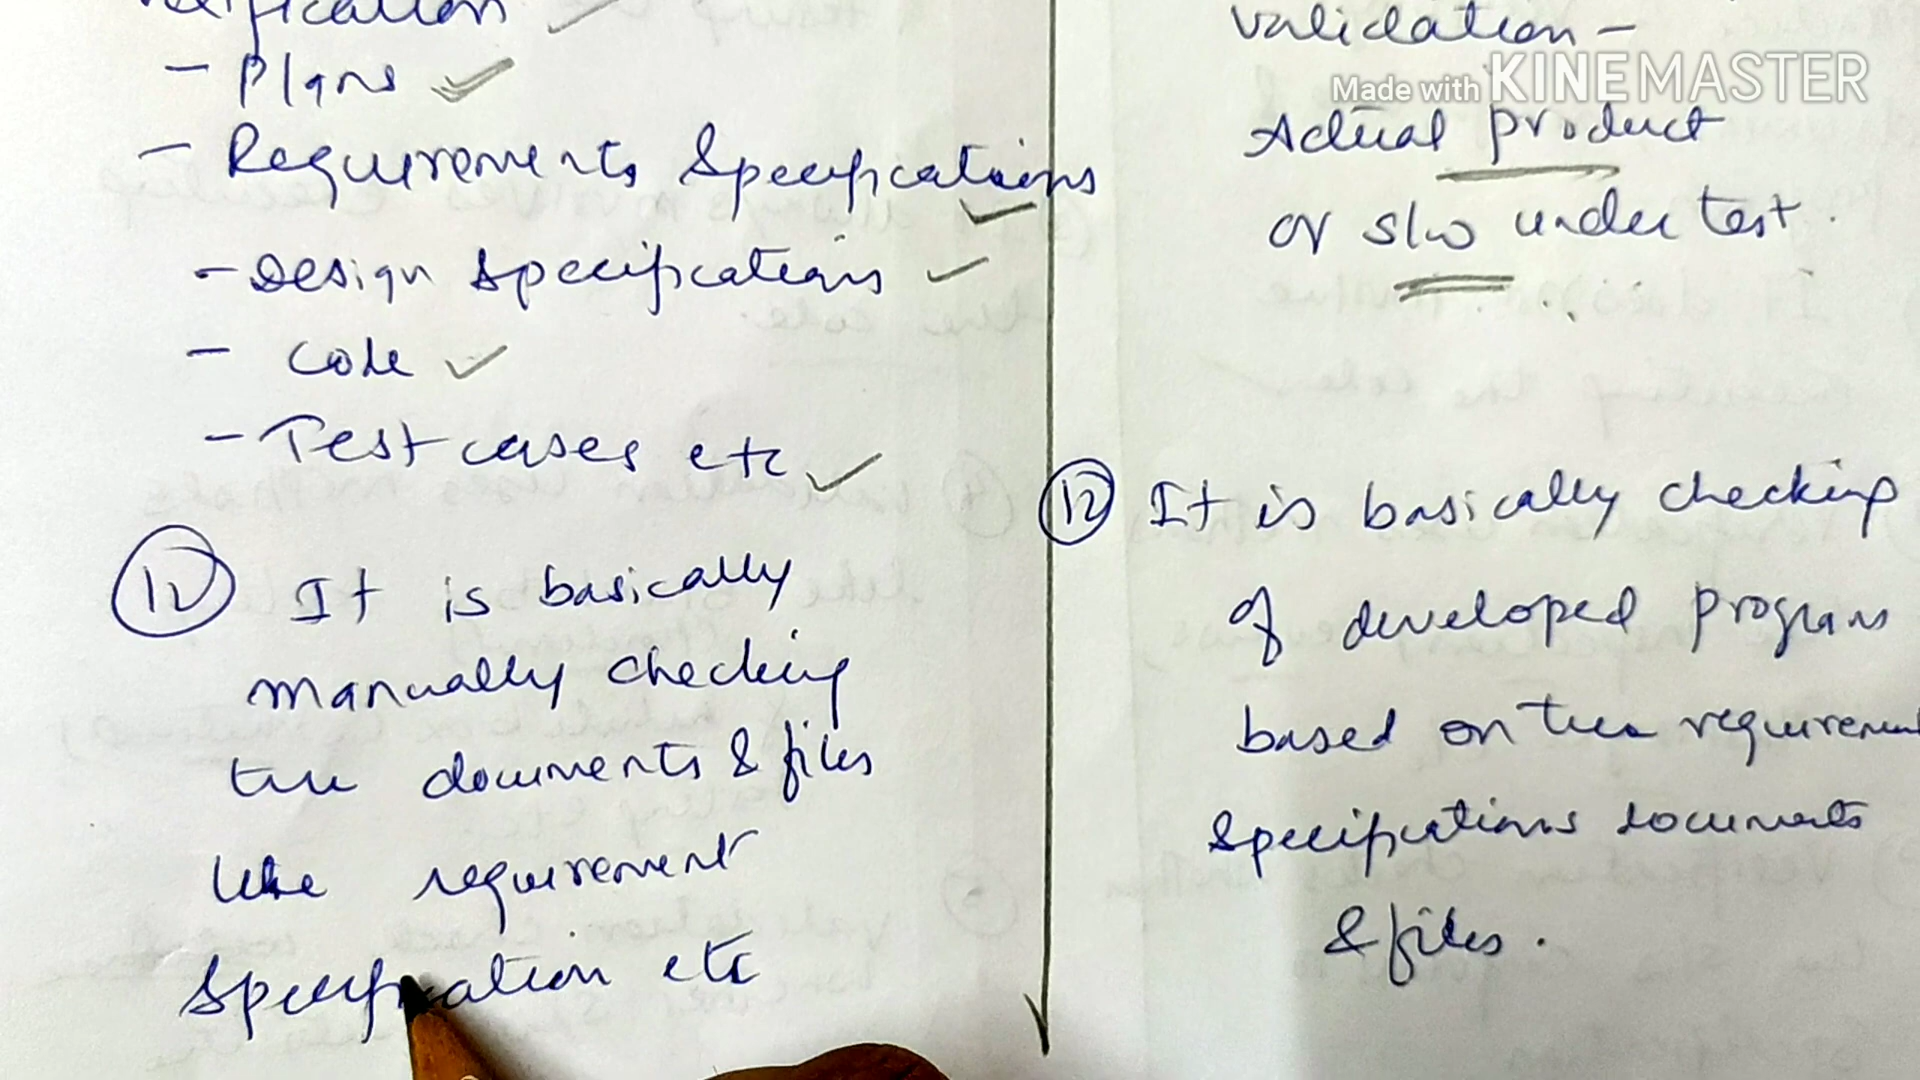 verification
- Plans
- Requirements Specifications
- Design Specifications
- Code
- Test cases etc
12 It is basically
manually checking
the documents & files
like requirement
Specification etc
validation -
Made with KINEMASTER
Actual product
or s/w under test.
12 It is basically checking
of developed program
based on the requirement
Specifications documents
& files.